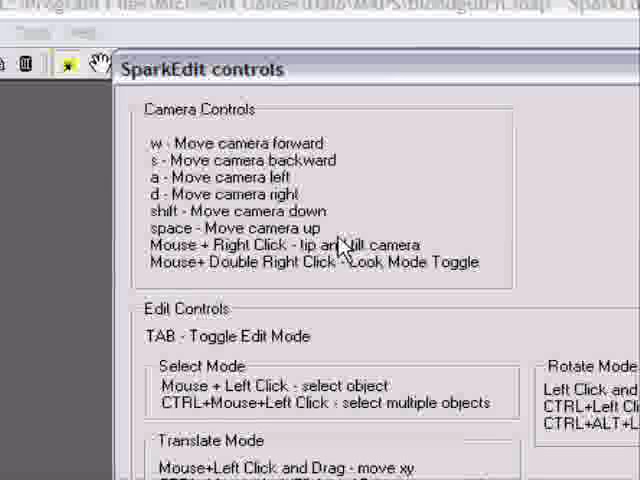 SparkEdit controls
Camera Controls
w - Move camera forward
s - Move camera backward
a - Move camera left
d - Move camera right
shift - Move camera down
space - Move camera up
Mouse + Right Click - tip and tilt camera
Mouse+ Double Right Click - Look Mode Toggle
Edit Controls
TAB - Toggle Edit Mode
Select Mode
Mouse + Left Click - select object
CTRL+Mouse+Left Click - select multiple objects
Rotate Mode
Left Click and
CTRL+Left Cli
CTRL+ALT+L
Translate Mode
Mouse+Left Click and Drag - move xy